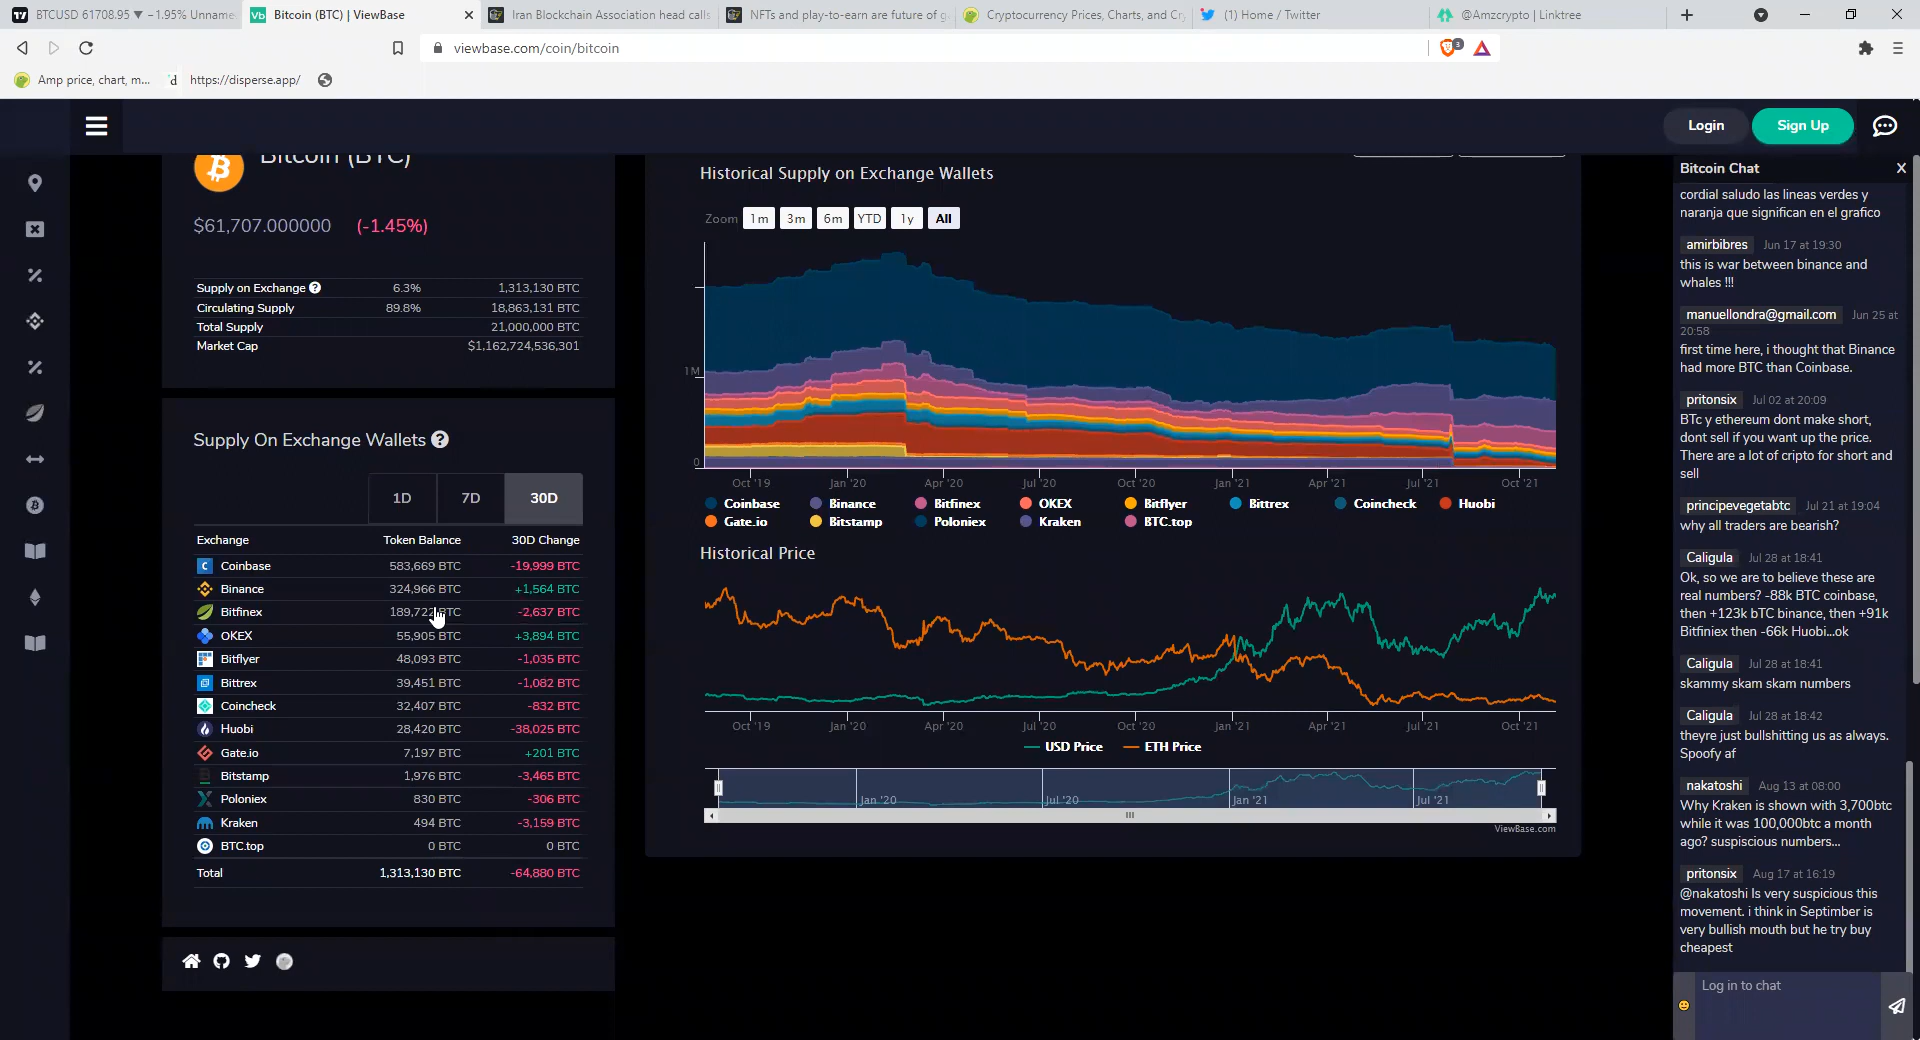 BTCUSD 61708.95 ▼ −1.95% Unname
Bitcoin (BTC) | ViewBase
Iran Blockchain Association head calls
NFTs and play-to-earn are future of g
Cryptocurrency Prices, Charts, and Cr
(1) Home / Twitter
@Amzcrypto | Linktree
viewbase.com/coin/bitcoin
3
Amp price, chart, m...
d https://disperse.app/
Login
Sign Up
Bitcoin (BTC)
$61,707.000000 (-1.45%)
Supply on Exchange ? 6.3% 1,313,130 BTC
Circulating Supply 89.8% 18,863,131 BTC
Total Supply 21,000,000 BTC
Market Cap $1,162,724,536,301
Supply On Exchange Wallets ?
1D 7D 30D
Exchange Token Balance 30D Change
Coinbase 583,669 BTC -19,999 BTC
Binance 324,966 BTC +1,564 BTC
Bitfinex 189,722 BTC -2,637 BTC
OKEX 55,905 BTC +3,894 BTC
Bitflyer 48,093 BTC -1,035 BTC
Bittrex 39,451 BTC -1,082 BTC
Coincheck 32,407 BTC -832 BTC
Huobi 28,420 BTC -38,025 BTC
Gate.io 7,197 BTC +201 BTC
Bitstamp 1,976 BTC -3,465 BTC
Poloniex 830 BTC -306 BTC
Kraken 494 BTC -3,159 BTC
BTC.top 0 BTC 0 BTC
Total 1,313,130 BTC -64,880 BTC
Historical Supply on Exchange Wallets
Zoom 1m 3m 6m YTD 1y All
1M
0
Oct '19 Jan '20 Apr '20 Jul '20 Oct '20 Jan '21 Apr '21 Jul '21 Oct '21
Coinbase Binance Bitfinex OKEX Bitflyer Bittrex Coincheck Huobi
Gate.io Bitstamp Poloniex Kraken BTC.top
Historical Price
Oct '19 Jan '20 Apr '20 Jul '20 Oct '20 Jan '21 Apr '21 Jul '21 Oct '21
USD Price ETH Price
Jan '20 Jul '20 Jan '21 Jul '21
ViewBase.com
Bitcoin Chat X
cordial saludo las lineas verdes y
naranja que significan en el grafico
amirbibres Jun 17 at 19:30
this is war between binance and
whales !!!
manuellondra@gmail.com Jun 25 at
20:58
first time here, i thought that Binance
had more BTC than Coinbase.
pritonsix Jul 02 at 20:09
BTc y ethereum dont make short,
dont sell if you want up the price.
There are a lot of cripto for short and
sell
principevegetabtc Jul 21 at 19:04
why all traders are bearish?
Caligula Jul 28 at 18:41
Ok, so we are to believe these are
real numbers? -88k BTC coinbase,
then +123k bTC binance, then +91k
Bitfiniex then -66k Huobi...ok
Caligula Jul 28 at 18:41
skammy skam skam numbers
Caligula Jul 28 at 18:42
theyre just bullshitting us as always.
Spoofy af
nakatoshi Aug 13 at 08:00
Why Kraken is shown with 3,700btc
while it was 100,000btc a month
ago? suspiscious numbers...
pritonsix Aug 17 at 16:19
@nakatoshi Is very suspicious this
movement. i think in Septimber is
very bullish mouth but he try buy
cheapest
Log in to chat